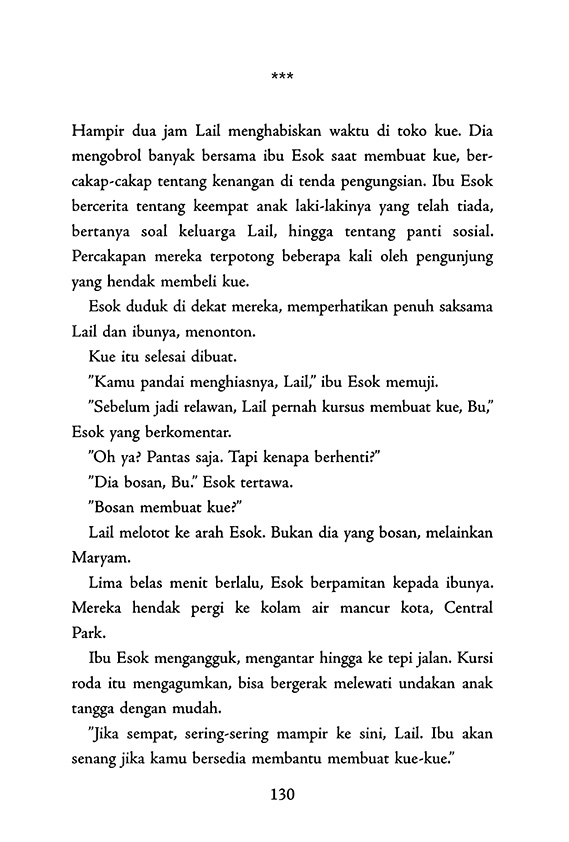 ***
Hampir dua jam Lail menghabiskan waktu di toko kue. Dia
mengobrol banyak bersama ibu Esok saat membuat kue, ber-
cakap-cakap tentang kenangan di tenda pengungsian. Ibu Esok
bercerita tentang keempat anak laki-lakinya yang telah tiada,
bertanya soal keluarga Lail, hingga tentang panti sosial.
Percakapan mereka terpotong beberapa kali oleh pengunjung
yang hendak membeli kue.
Esok duduk di dekat mereka, memperhatikan penuh saksama
Lail dan ibunya, menonton.
Kue itu selesai dibuat.
”Kamu pandai menghiasnya, Lail,” ibu Esok memuji.
”Sebelum jadi relawan, Lail pernah kursus membuat kue, Bu,”
Esok yang berkomentar.
”Oh ya? Pantas saja. Tapi kenapa berhenti?”
”Dia bosan, Bu.” Esok tertawa.
”Bosan membuat kue?”
Lail melotot ke arah Esok. Bukan dia yang bosan, melainkan
Maryam.
Lima belas menit berlalu, Esok berpamitan kepada ibunya.
Mereka hendak pergi ke kolam air mancur kota, Central
Park.
Ibu Esok mengangguk, mengantar hingga ke tepi jalan. Kursi
roda itu mengagumkan, bisa bergerak melewati undakan anak
tangga dengan mudah.
”Jika sempat, sering-sering mampir ke sini, Lail. Ibu akan
senang jika kamu bersedia membantu membuat kue-kue.”
130